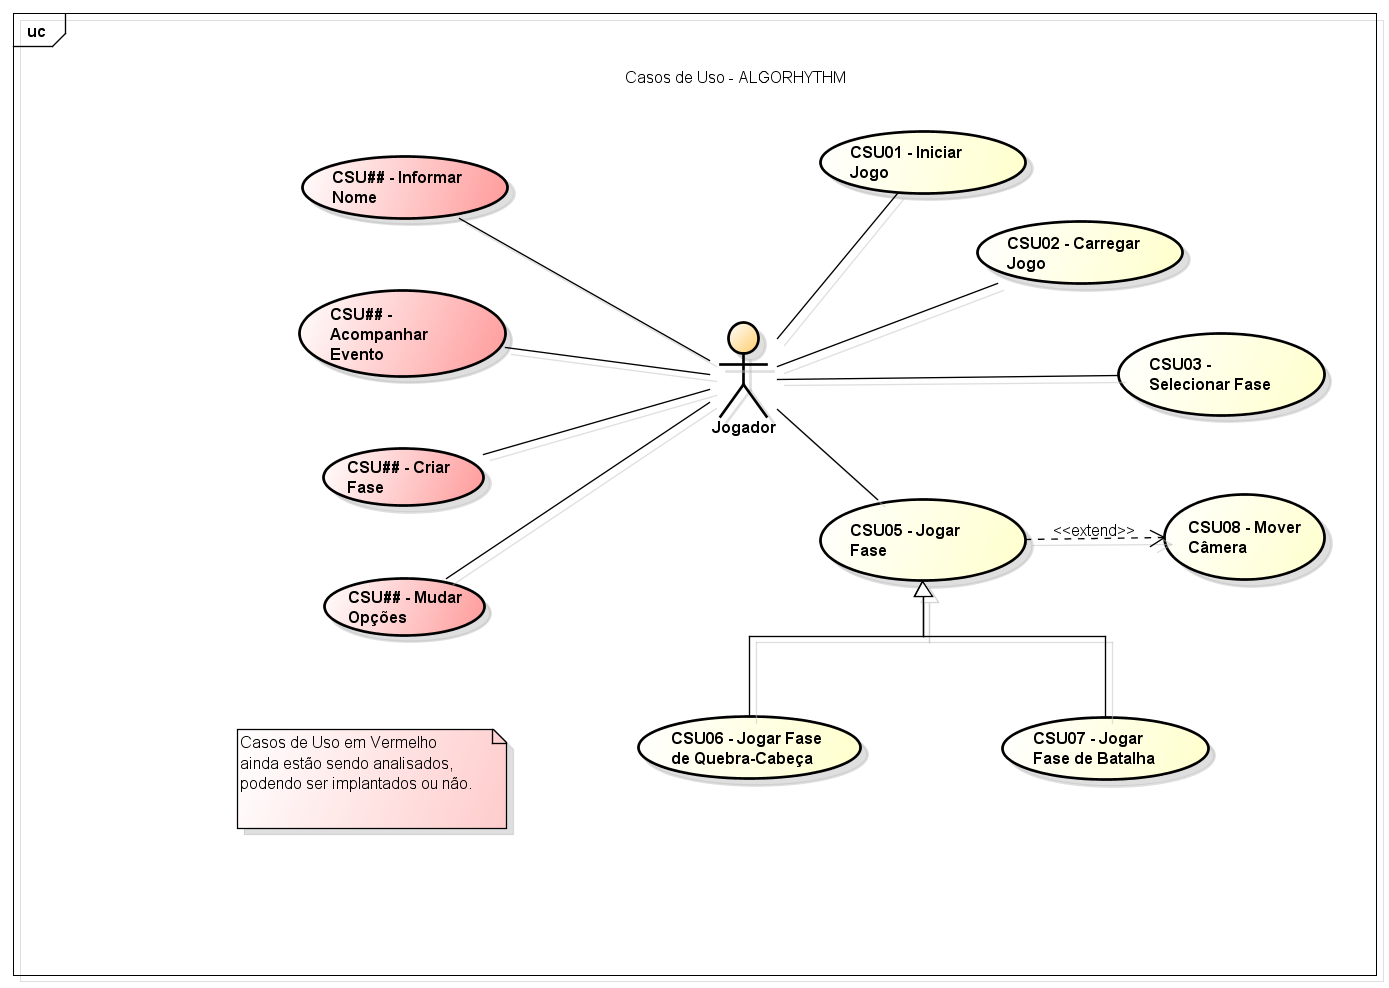 uc
Casos de Uso - ALGORHYTHM
CSU01 - Iniciar
Jogo
CSU## - Informar
Nome
CSU02 - Carregar
Jogo
CSU## -
Acompanhar
Evento
CSU03 -
Selecionar Fase
Jogador
CSU## - Criar
Fase
CSU05 - Jogar
Fase
<<extend>>
CSU08 - Mover
Câmera
CSU## - Mudar
Opções
CSU06 - Jogar Fase
de Quebra-Cabeça
CSU07 - Jogar
Fase de Batalha
Casos de Uso em Vermelho
ainda estão sendo analisados,
podendo ser implantados ou não.